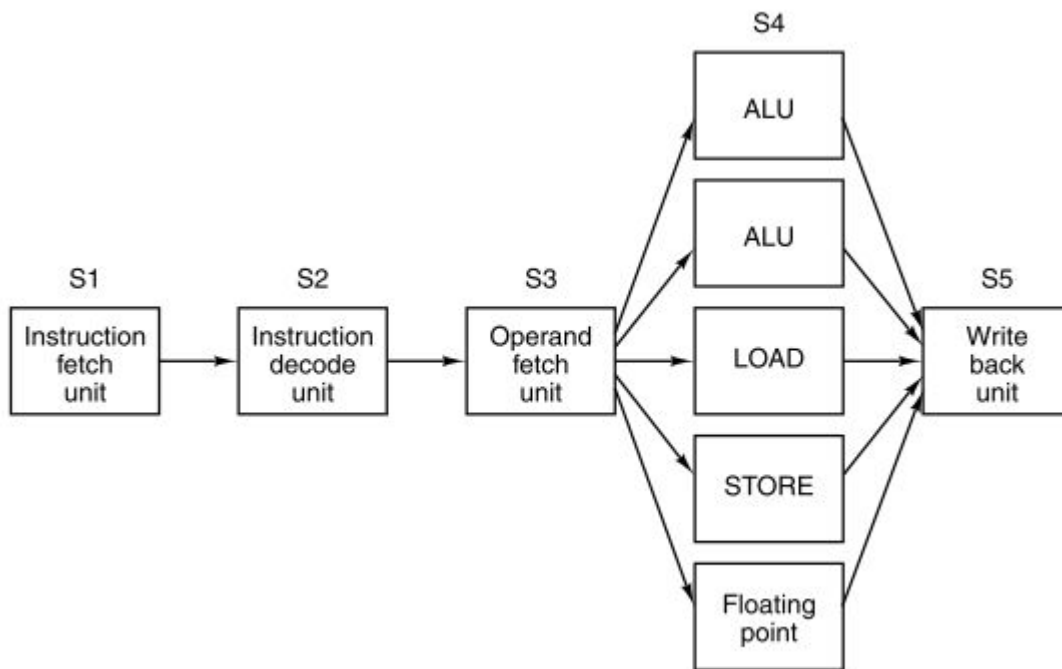 S4
ALU
ALU
S1
S2
S3
S5
Instruction
fetch
unit
Instruction
decode
unit
Operand
fetch
unit
LOAD
Write
back
unit
STORE
Floating
point